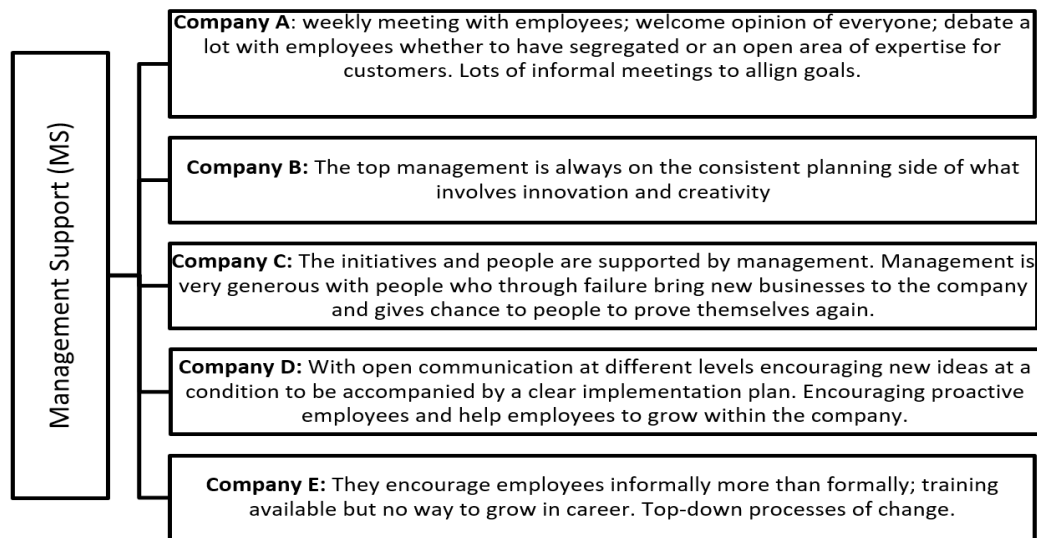 Management Support (MS)
Company A: weekly meeting with employees; welcome opinion of everyone; debate a
lot with employees whether to have segregated or an open area of expertise for
customers. Lots of informal meetings to allign goals.
Company B: The top management is always on the consistent planning side of what
involves innovation and creativity
Company C: The initiatives and people are supported by management. Management is
very generous with people who through failure bring new businesses to the company
and gives chance to people to prove themselves again.
Company D: With open communication at different levels encouraging new ideas at a
condition to be accompanied by a clear implementation plan. Encouraging proactive
employees and help employees to grow within the company.
Company E: They encourage employees informally more than formally; training
available but no way to grow in career. Top-down processes of change.